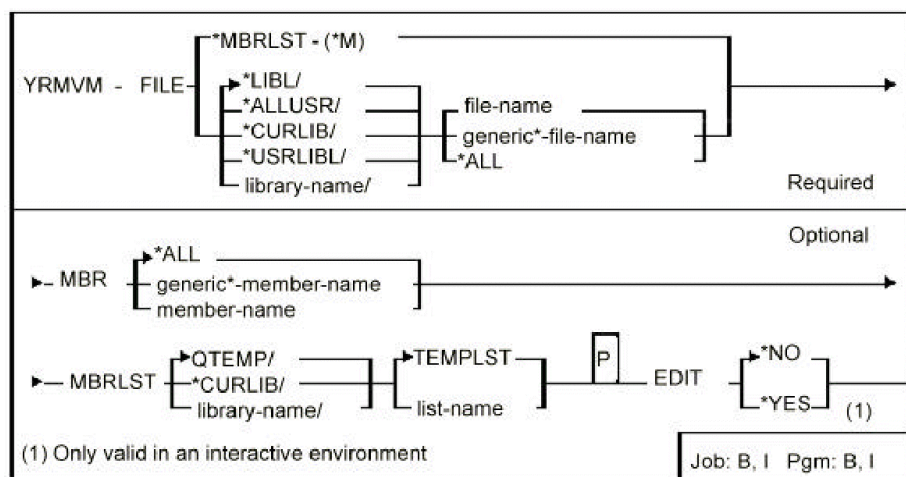 *MBRLST - (*M)
YRMVM - FILE
*LIBL/
*ALLUSR/
*CURLIB/
*USRLIBL/
library-name/
file-name
generic*-file-name
*ALL
Required
Optional
MBR
*ALL
generic*-member-name
member-name
MBRLST
QTEMP/
*CURLIB/
library-name/
TEMPLST
list-name
P
EDIT
*NO
*YES
(1)
(1) Only valid in an interactive environment
Job: B, I Pgm: B, I